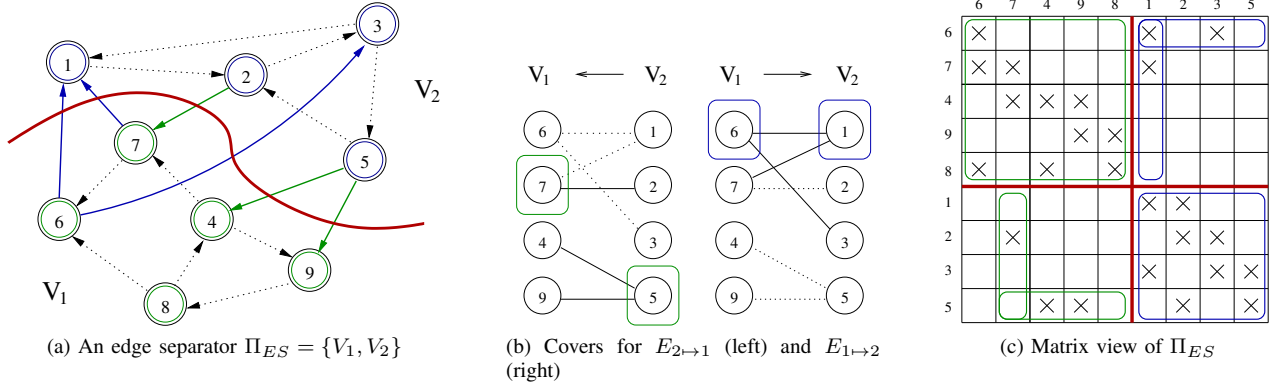 1
2
3
V2
7
5
6
4
9
V1
8
(a) An edge separator ΠES = {V1, V2}
V1 ← V2
6 1
7 2
4 3
9 5
V1 → V2
6 1
7 2
4 3
9 5
(b) Covers for E2↦1 (left) and E1↦2
(right)
6 7 4 9 8 1 2 3 5
6 × × ×
7 × × ×
4 × × ×
9 × ×
8 × × ×
1 × ×
2 × × ×
3 × × ×
5 × × × ×
(c) Matrix view of ΠES